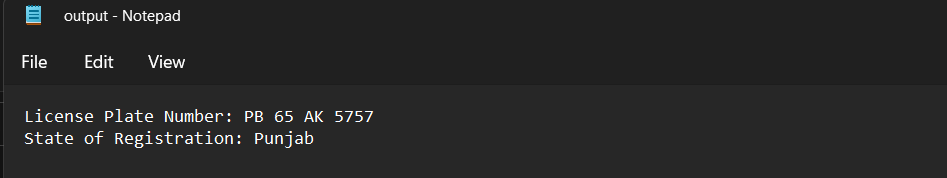 output - Notepad
File Edit View
License Plate Number: PB 65 AK 5757
State of Registration: Punjab